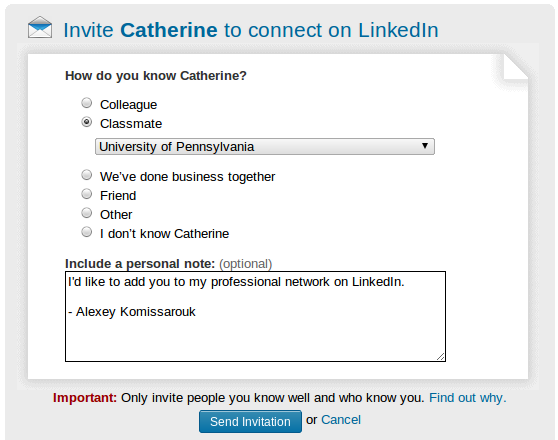 Invite Catherine to connect on LinkedIn
How do you know Catherine?
Colleague
Classmate
University of Pennsylvania
We've done business together
Friend
Other
I don't know Catherine
Include a personal note: (optional)
I'd like to add you to my professional network on LinkedIn.
- Alexey Komissarouk
Important: Only invite people you know well and who know you. Find out why.
Send Invitation or Cancel